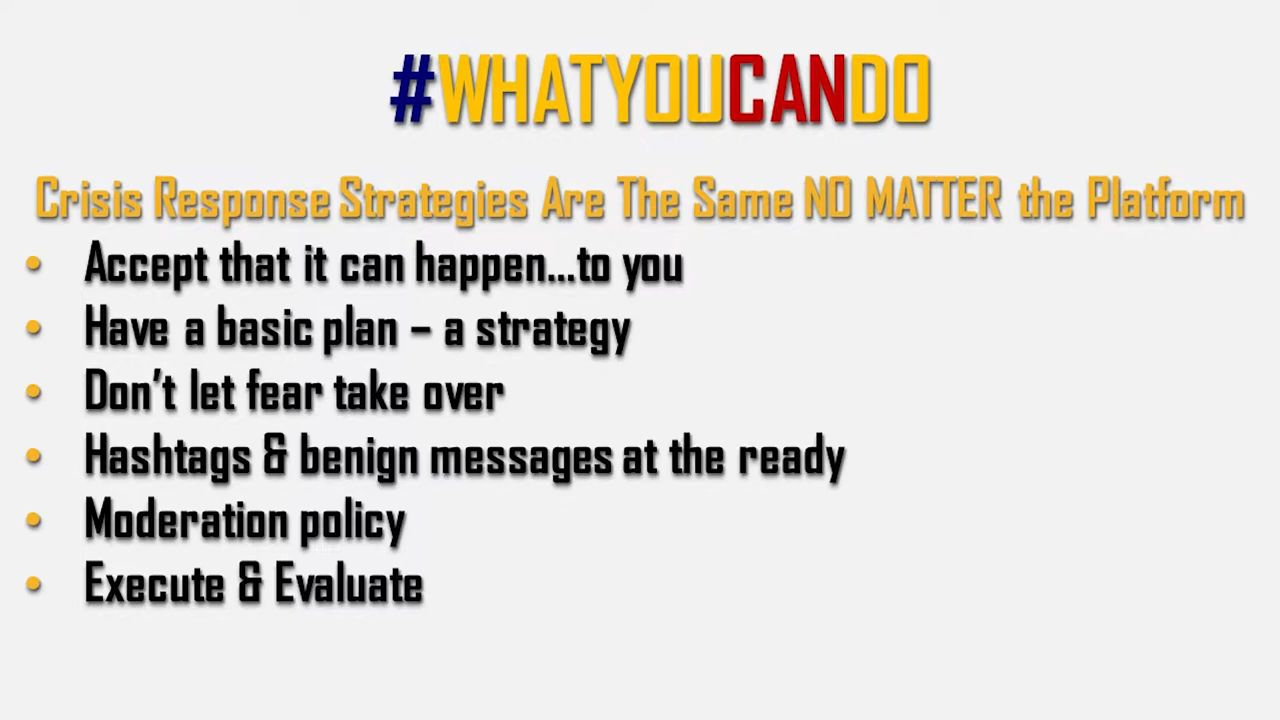 #WHATYOUCANDO
Crisis Response Strategies Are The Same NO MATTER the Platform
• Accept that it can happen...to you
• Have a basic plan – a strategy
• Don't let fear take over
• Hashtags & benign messages at the ready
• Moderation policy
• Execute & Evaluate